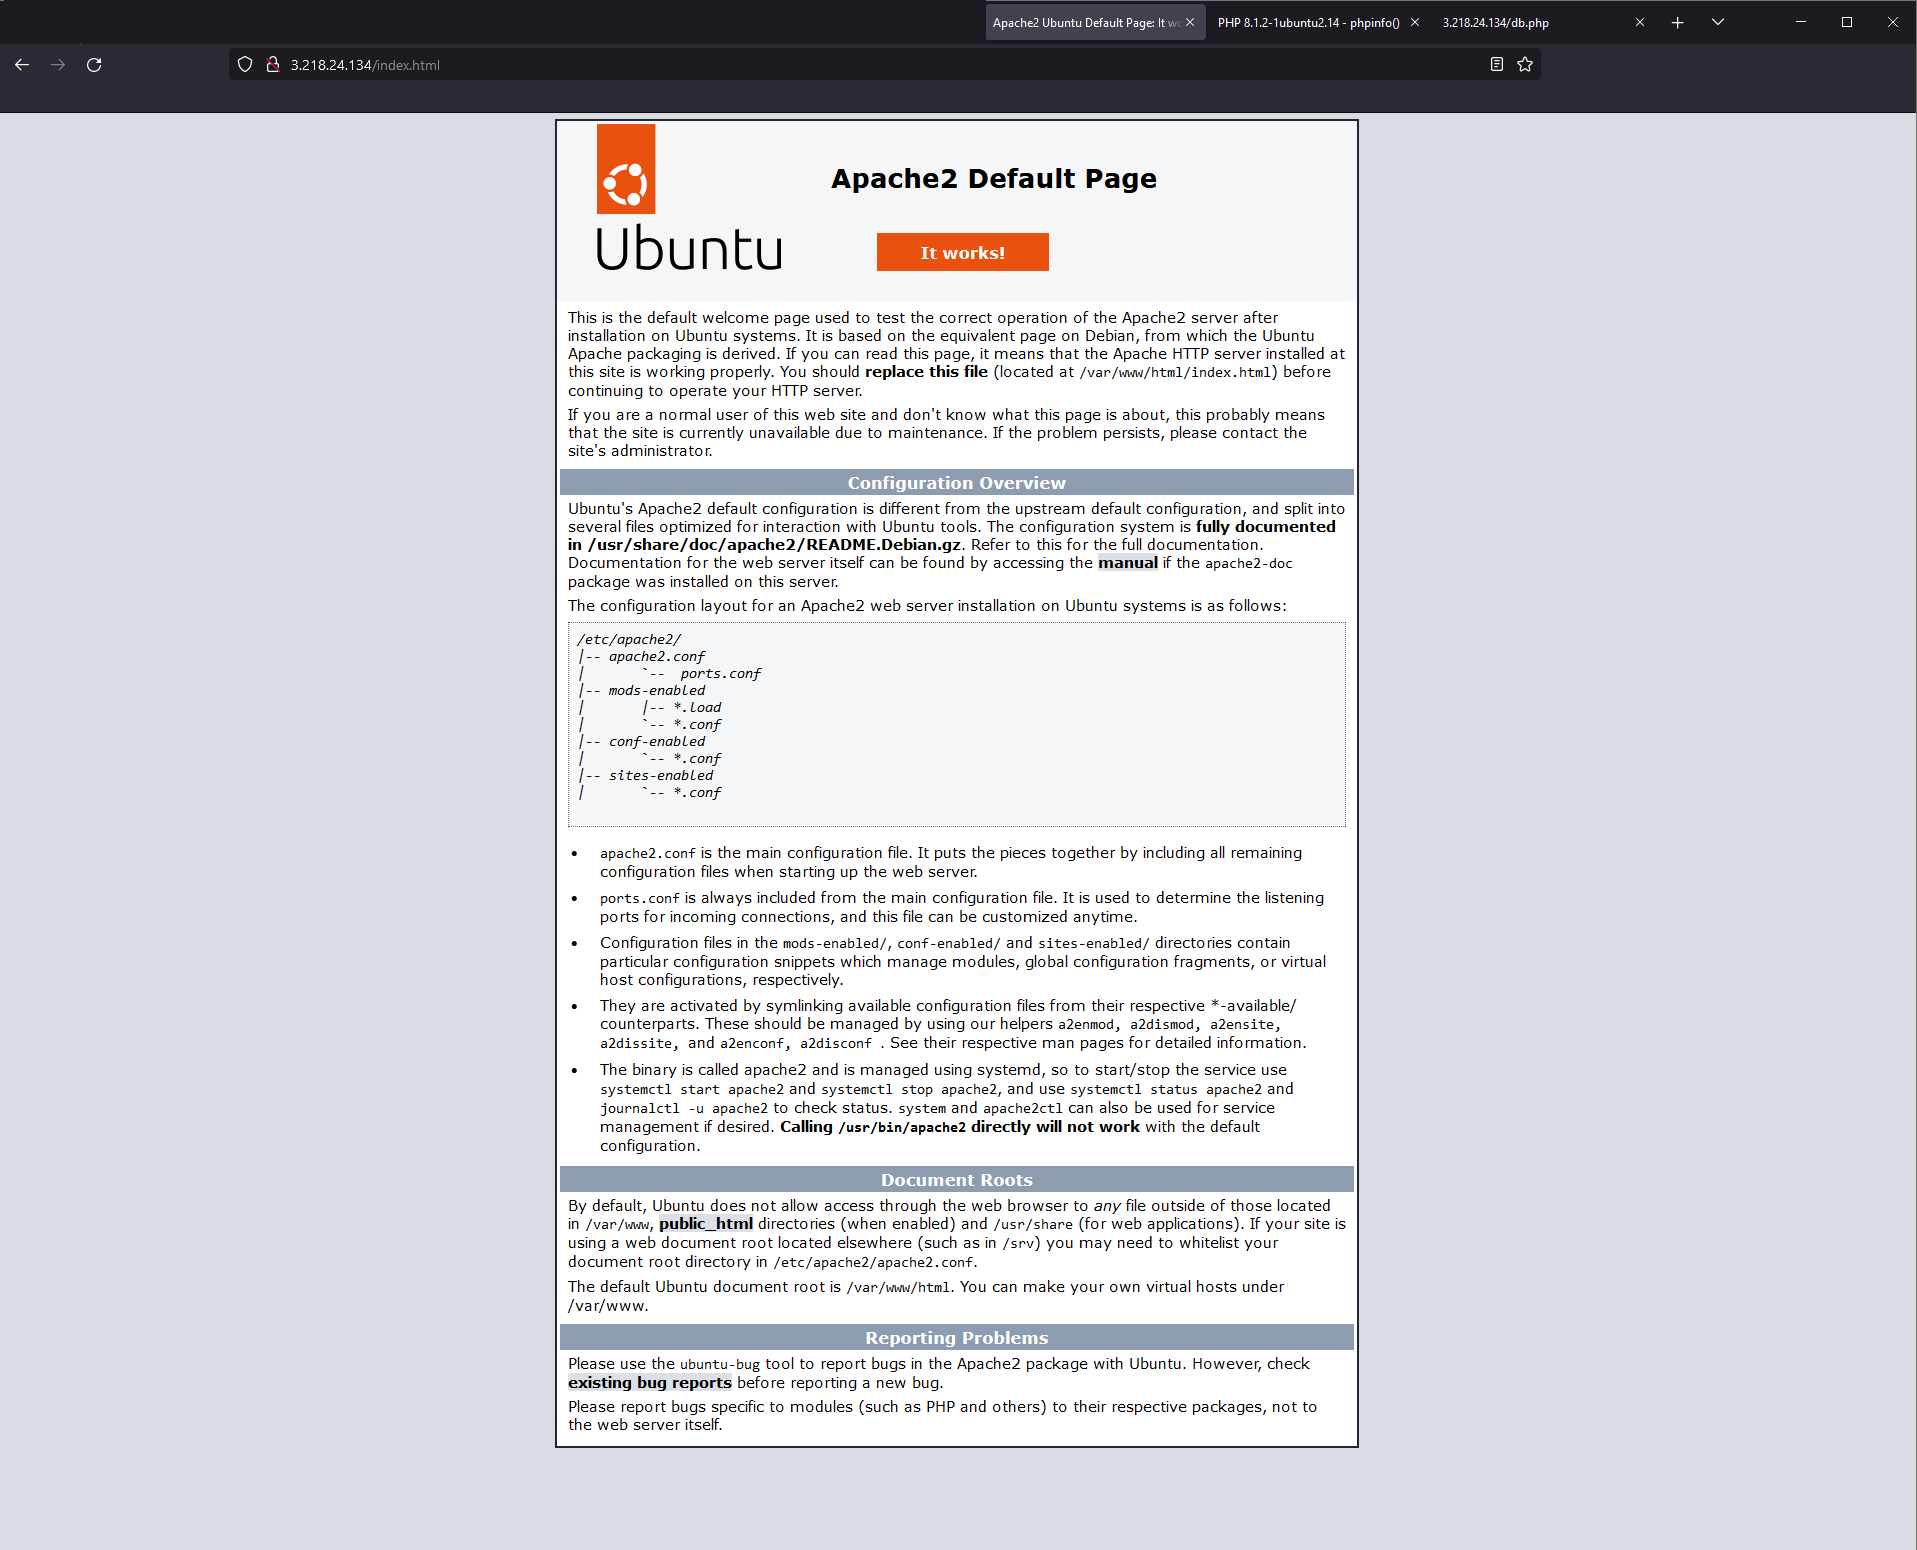 Apache2 Ubuntu Default Page: It wo
PHP 8.1.2-1ubuntu2.14 - phpinfo()
3.218.24.134/db.php
3.218.24.134/index.html
Apache2 Default Page
Ubuntu
It works!
This is the default welcome page used to test the correct operation of the Apache2 server after
installation on Ubuntu systems. It is based on the equivalent page on Debian, from which the Ubuntu
Apache packaging is derived. If you can read this page, it means that the Apache HTTP server installed at
this site is working properly. You should replace this file (located at /var/www/html/index.html) before
continuing to operate your HTTP server.
If you are a normal user of this web site and don't know what this page is about, this probably means
that the site is currently unavailable due to maintenance. If the problem persists, please contact the
site's administrator.
Configuration Overview
Ubuntu's Apache2 default configuration is different from the upstream default configuration, and split into
several files optimized for interaction with Ubuntu tools. The configuration system is fully documented
in /usr/share/doc/apache2/README.Debian.gz. Refer to this for the full documentation.
Documentation for the web server itself can be found by accessing the manual if the apache2-doc
package was installed on this server.
The configuration layout for an Apache2 web server installation on Ubuntu systems is as follows:
/etc/apache2/
|-- apache2.conf
|       `--  ports.conf
|-- mods-enabled
|       |-- *.load
|       `-- *.conf
|-- conf-enabled
|       `-- *.conf
|-- sites-enabled
|       `-- *.conf
• apache2.conf is the main configuration file. It puts the pieces together by including all remaining
configuration files when starting up the web server.
• ports.conf is always included from the main configuration file. It is used to determine the listening
ports for incoming connections, and this file can be customized anytime.
• Configuration files in the mods-enabled/, conf-enabled/ and sites-enabled/ directories contain
particular configuration snippets which manage modules, global configuration fragments, or virtual
host configurations, respectively.
• They are activated by symlinking available configuration files from their respective *-available/
counterparts. These should be managed by using our helpers a2enmod, a2dismod, a2ensite,
a2dissite, and a2enconf, a2disconf . See their respective man pages for detailed information.
• The binary is called apache2 and is managed using systemd, so to start/stop the service use
systemctl start apache2 and systemctl stop apache2, and use systemctl status apache2 and
journalctl -u apache2 to check status. system and apache2ctl can also be used for service
management if desired. Calling /usr/bin/apache2 directly will not work with the default
configuration.
Document Roots
By default, Ubuntu does not allow access through the web browser to any file outside of those located
in /var/www, public_html directories (when enabled) and /usr/share (for web applications). If your site is
using a web document root located elsewhere (such as in /srv) you may need to whitelist your
document root directory in /etc/apache2/apache2.conf.
The default Ubuntu document root is /var/www/html. You can make your own virtual hosts under
/var/www.
Reporting Problems
Please use the ubuntu-bug tool to report bugs in the Apache2 package with Ubuntu. However, check
existing bug reports before reporting a new bug.
Please report bugs specific to modules (such as PHP and others) to their respective packages, not to
the web server itself.